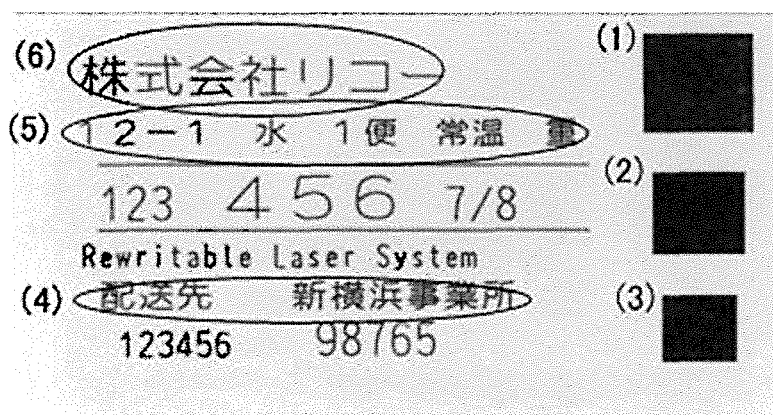 (6) 株式会社リコー (1)
(5) 12-1 水 1便 常温 重
123 456 7/8 (2)
Rewritable Laser System
(4) 配送先 新横浜事業所 (3)
123456 98765